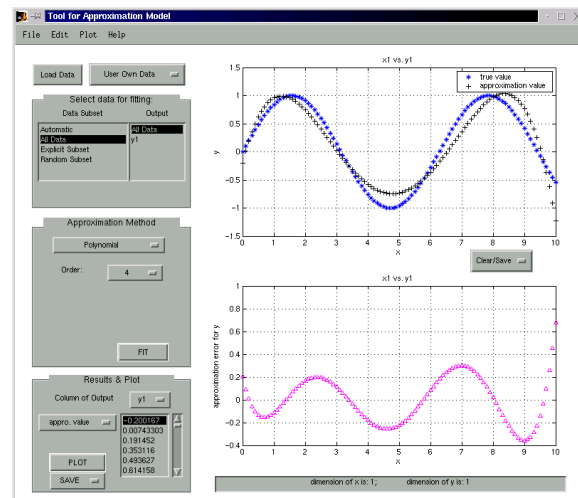 Tool for Approximation Model
File Edit Plot Help
Load Data
User Own Data
Select data for fitting:
Data Subset Output
Automatic
All Data
Explicit Subset
Random Subset
All Data
y1
Approximation Method
Polynomial
Order: 4
FIT
Results & Plot
Column of Output y1
appro. value
-0.200167
0.00743303
0.191452
0.353116
0.493627
0.614158
PLOT
SAVE
x1 vs. y1
true value
approximation value
1.5
1
0.5
0
-0.5
-1
-1.5
y
0 1 2 3 4 5 6 7 8 9 10
x
Clear/Save
x1 vs. y1
1
0.8
0.6
0.4
0.2
0
-0.2
-0.4
approximation error for y
0 1 2 3 4 5 6 7 8 9 10
x
dimension of x is: 1; dimension of y is: 1